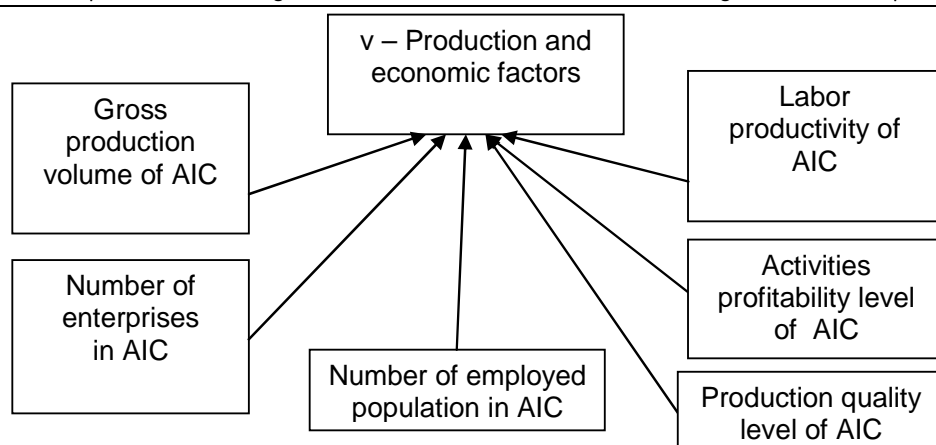 v – Production and
economic factors
Gross
production
volume of AIC
Labor
productivity of
AIC
Number of
enterprises
in AIC
Activities
profitability level
of AIC
Number of employed
population in AIC
Production quality
level of AIC